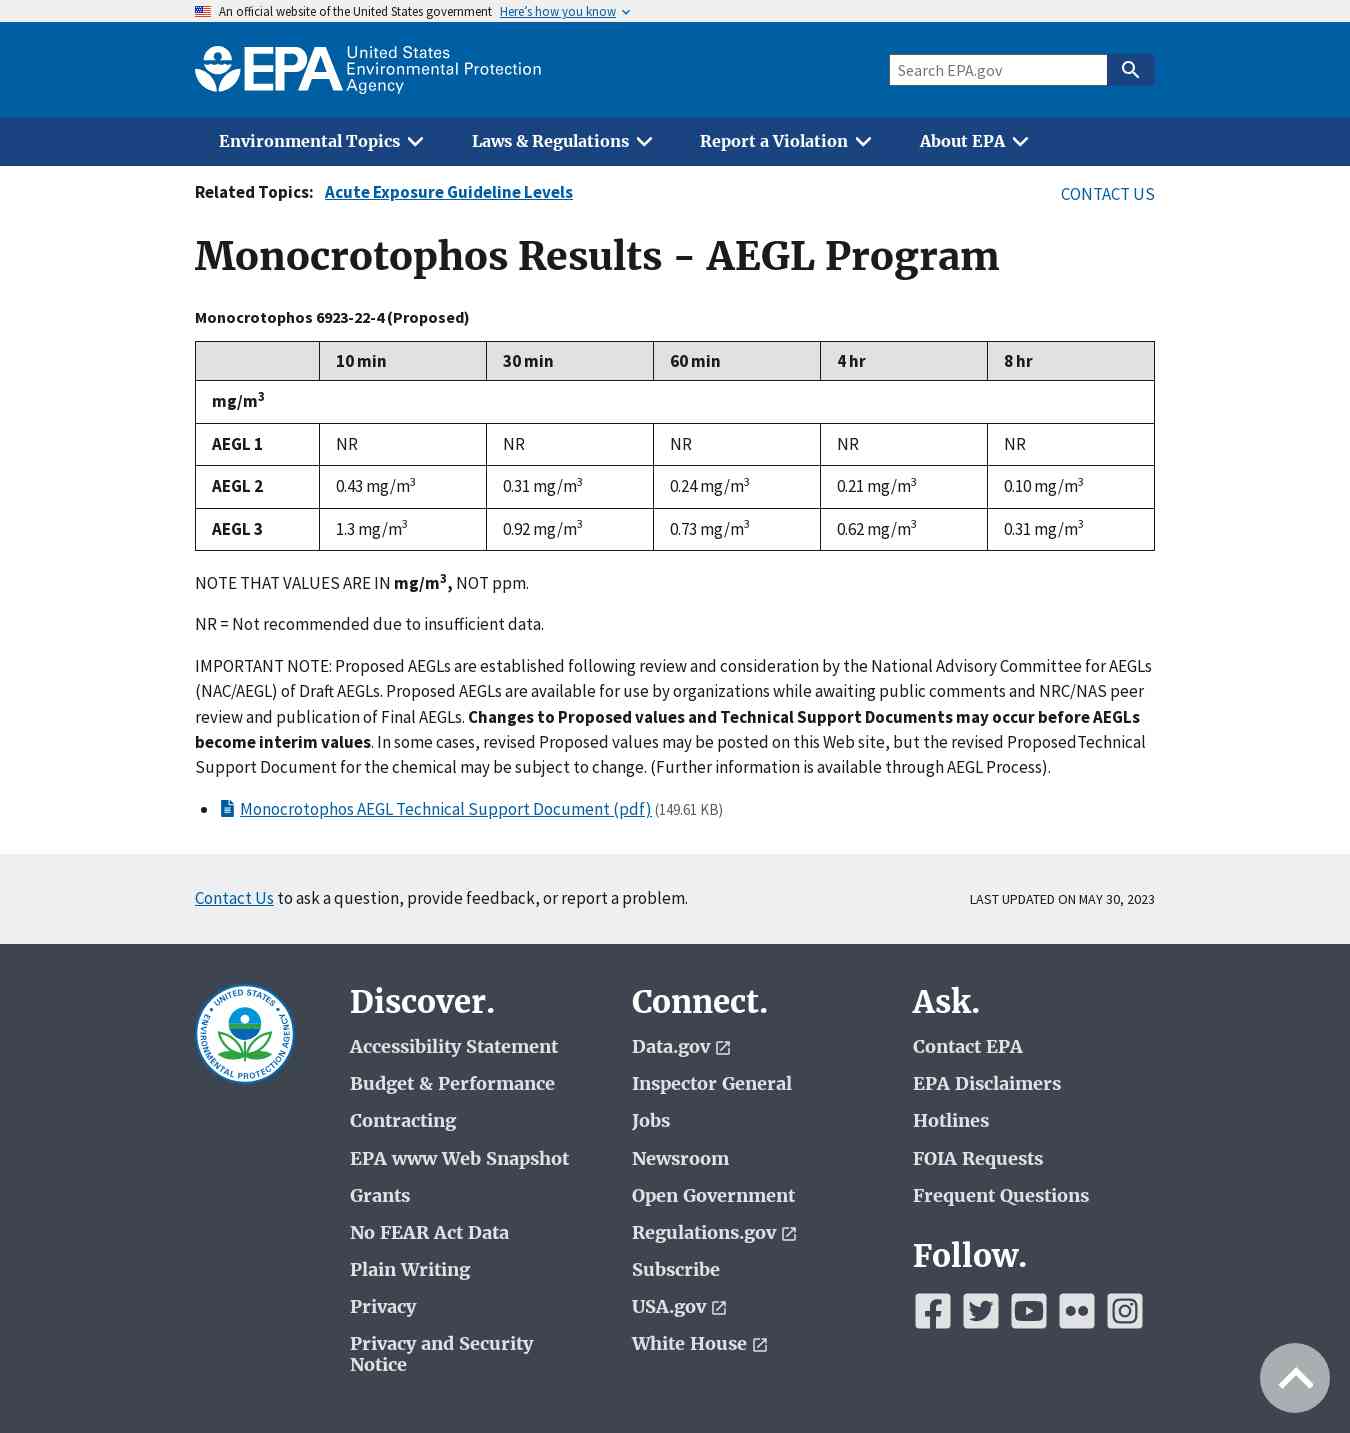 An official website of the United States government Here's how you know
EPA United States
Environmental Protection
Agency
Search EPA.gov
Environmental Topics Laws & Regulations Report a Violation About EPA
Related Topics: Acute Exposure Guideline Levels CONTACT US
Monocrotophos Results - AEGL Program
Monocrotophos 6923-22-4 (Proposed)
10 min 30 min 60 min 4 hr 8 hr
mg/m³
AEGL 1 NR NR NR NR NR
AEGL 2 0.43 mg/m³ 0.31 mg/m³ 0.24 mg/m³ 0.21 mg/m³ 0.10 mg/m³
AEGL 3 1.3 mg/m³ 0.92 mg/m³ 0.73 mg/m³ 0.62 mg/m³ 0.31 mg/m³
NOTE THAT VALUES ARE IN mg/m³, NOT ppm.
NR = Not recommended due to insufficient data.
IMPORTANT NOTE: Proposed AEGLs are established following review and consideration by the National Advisory Committee for AEGLs
(NAC/AEGL) of Draft AEGLs. Proposed AEGLs are available for use by organizations while awaiting public comments and NRC/NAS peer
review and publication of Final AEGLs. Changes to Proposed values and Technical Support Documents may occur before AEGLs
become interim values. In some cases, revised Proposed values may be posted on this Web site, but the revised ProposedTechnical
Support Document for the chemical may be subject to change. (Further information is available through AEGL Process).
Monocrotophos AEGL Technical Support Document (pdf) (149.61 KB)
Contact Us to ask a question, provide feedback, or report a problem. LAST UPDATED ON MAY 30, 2023
UNITED STATES
ENVIRONMENTAL PROTECTION AGENCY
Discover.
Accessibility Statement
Budget & Performance
Contracting
EPA www Web Snapshot
Grants
No FEAR Act Data
Plain Writing
Privacy
Privacy and Security
Notice
Connect.
Data.gov
Inspector General
Jobs
Newsroom
Open Government
Regulations.gov
Subscribe
USA.gov
White House
Ask.
Contact EPA
EPA Disclaimers
Hotlines
FOIA Requests
Frequent Questions
Follow.